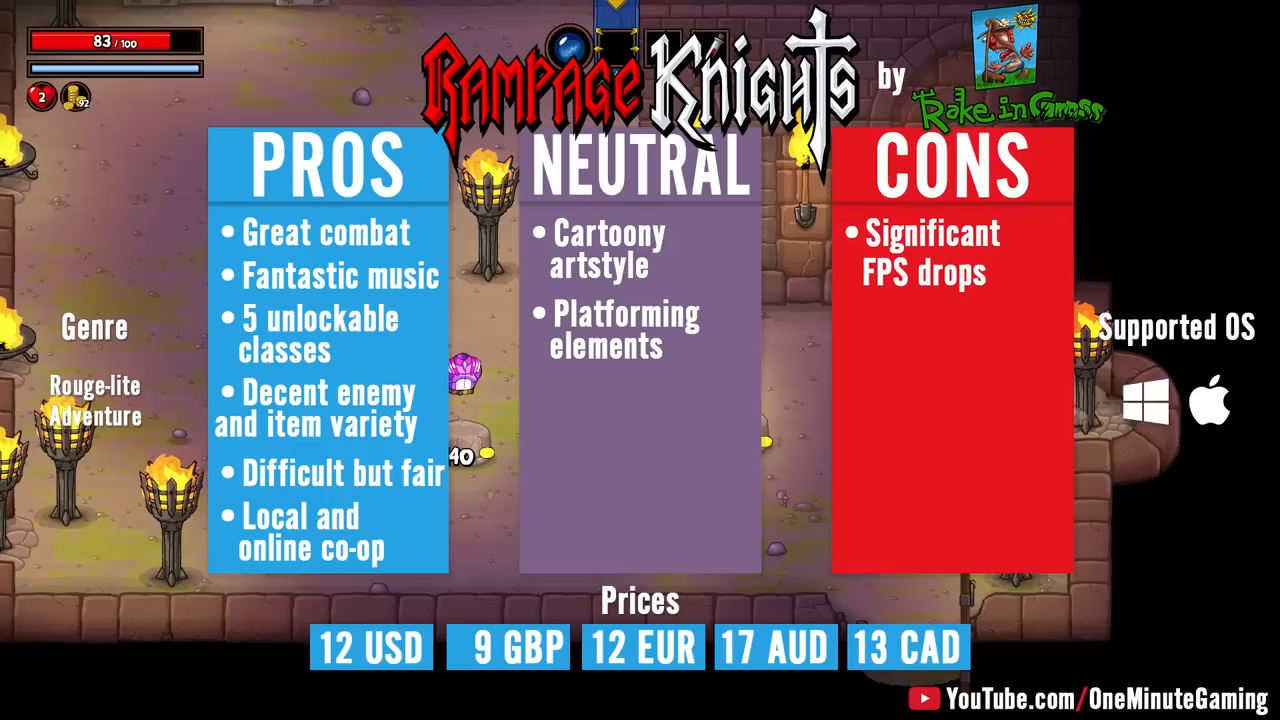 83 / 100
2
92
RAMPAGE KNIGHTS by
Rake in Grass
PROS
• Great combat
• Fantastic music
• 5 unlockable
classes
• Decent enemy
and item variety
• Difficult but fair
• Local and
online co-op
NEUTRAL
• Cartoony
artstyle
• Platforming
elements
CONS
• Significant
FPS drops
Genre
Rouge-lite
Adventure
Supported OS
40
Prices
12 USD
9 GBP
12 EUR
17 AUD
13 CAD
YouTube.com/OneMinuteGaming